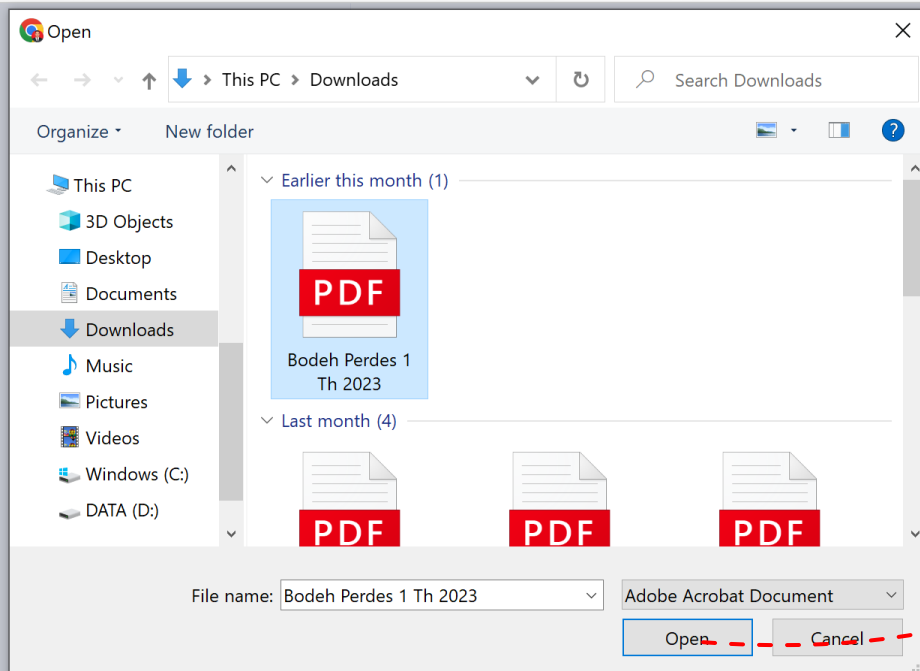 Open
This PC > Downloads
Search Downloads
Organize
New folder
?
This PC
3D Objects
Desktop
Documents
Downloads
Music
Pictures
Videos
Windows (C:)
DATA (D:)
Earlier this month (1)
PDF
Bodeh Perdes 1
Th 2023
Last month (4)
PDF
PDF
PDF
File name:
Bodeh Perdes 1 Th 2023
Adobe Acrobat Document
Open
Cancel